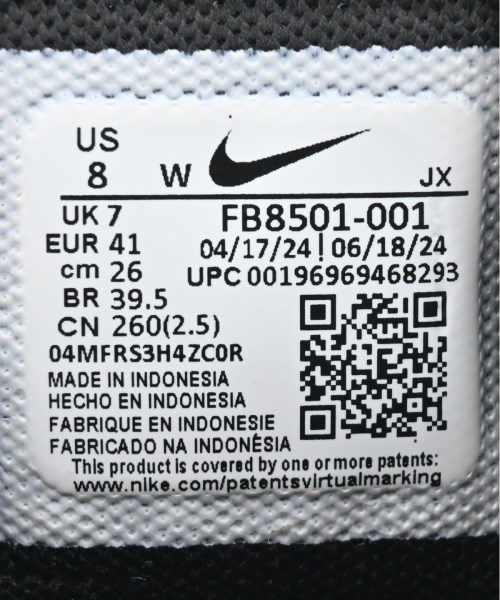 US
8 W JX
UK 7 FB8501-001
EUR 41 04/17/24 | 06/18/24
cm 26 UPC 00196969468293
BR 39.5
CN 260(2.5)
04MFRS3H4ZC0R
MADE IN INDONESIA
HECHO EN INDONESIA
FABRIQUE EN INDONESIE
FABRICADO NA INDONÉSIA
This product is covered by one or more patents:
www.nike.com/patentsvirtualmarking